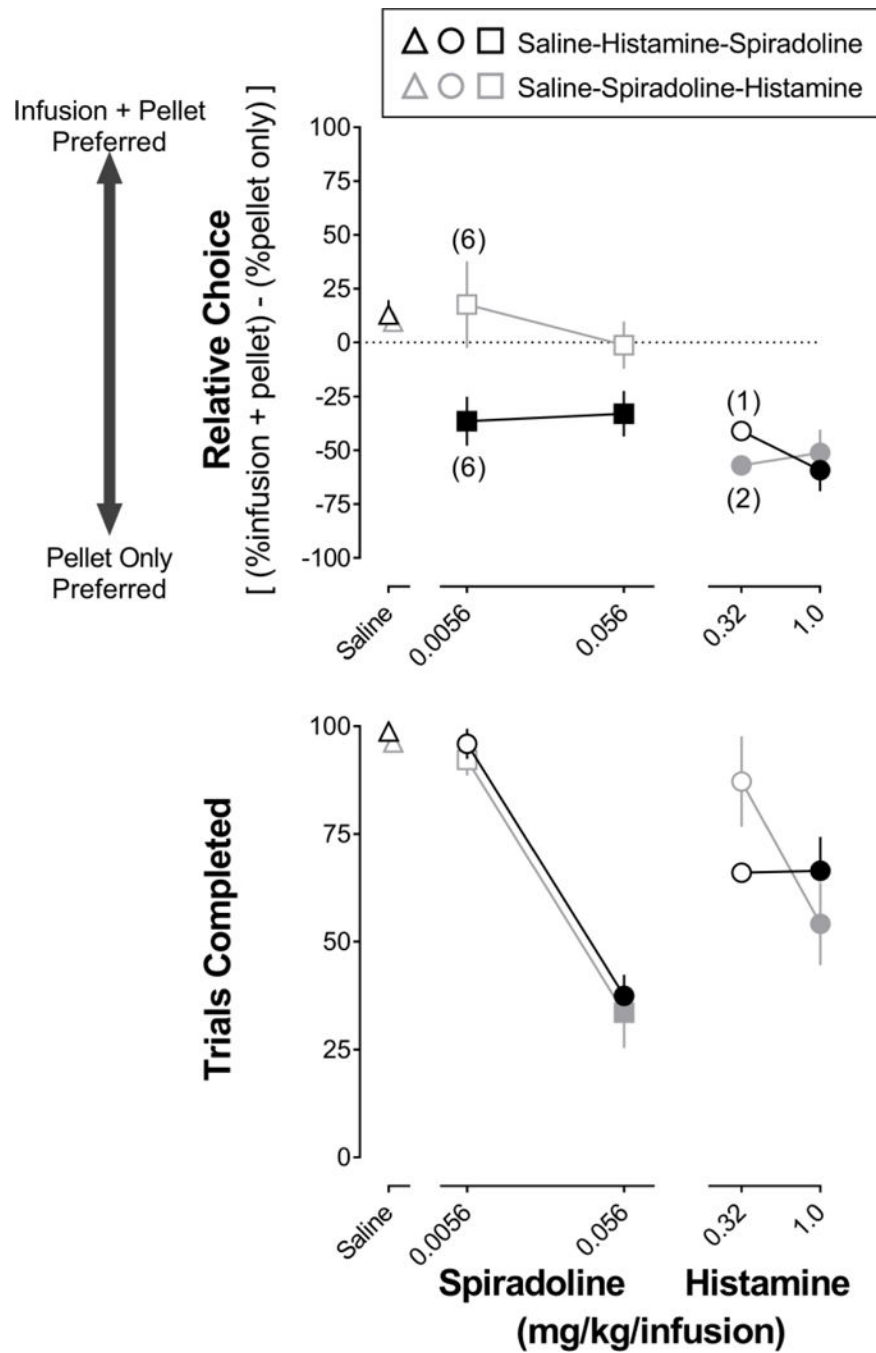 Saline-Histamine-Spiradoline
Saline-Spiradoline-Histamine
Infusion + Pellet
Preferred
Pellet Only
Preferred
Relative Choice
[ (%infusion + pellet) - (%pellet only) ]
100
75
50
25
0
-25
-50
-75
-100
(6)
(6)
(1)
(2)
Saline
0.0056
0.056
0.32
1.0
Trials Completed
100
75
50
25
0
Saline
0.0056
0.056
0.32
1.0
Spiradoline
Histamine
(mg/kg/infusion)